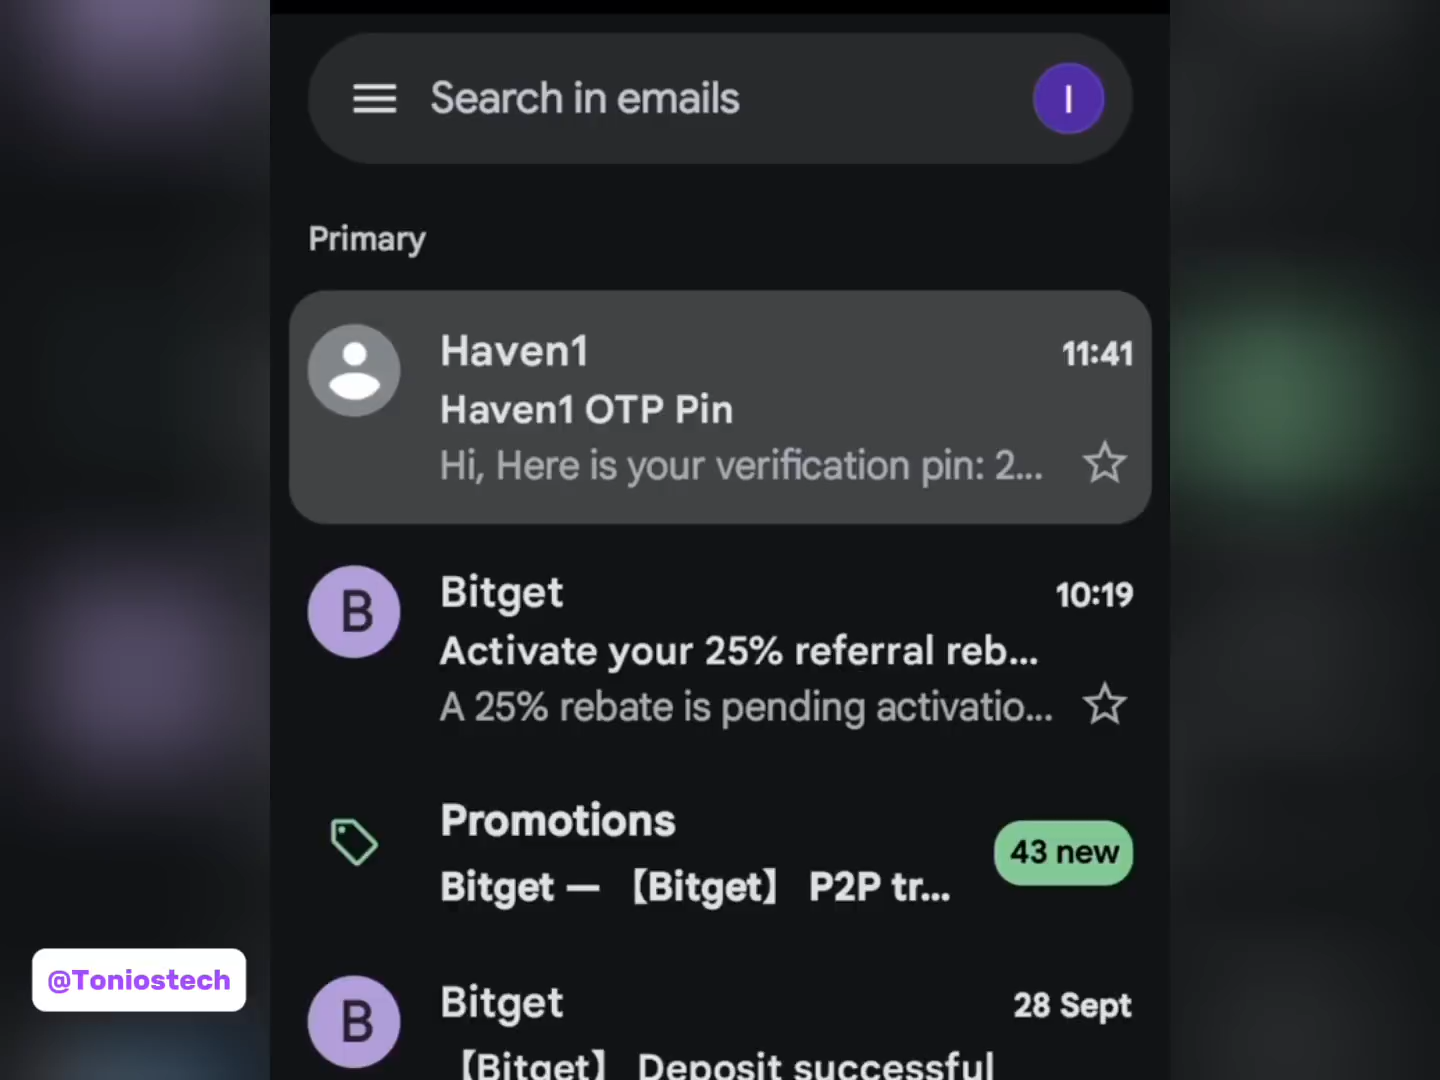 Search in emails
I
Primary
Haven1
11:41
Haven1 OTP Pin
Hi, Here is your verification pin: 2...
B
Bitget
10:19
Activate your 25% referral reb...
A 25% rebate is pending activatio...
Promotions
43 new
Bitget — 【Bitget】 P2P tr...
@Toniostech
B
Bitget
28 Sept
【Bitget】 Deposit successful